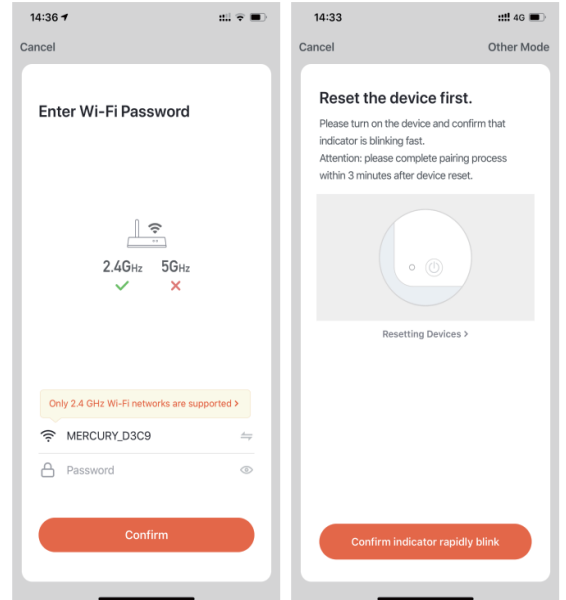 14:36
Cancel
Enter Wi-Fi Password
2.4GHz 5GHz
Only 2.4 GHz Wi-Fi networks are supported >
MERCURY_D3C9
Password
Confirm
14:33 4G
Cancel Other Mode
Reset the device first.
Please turn on the device and confirm that
indicator is blinking fast.
Attention: please complete pairing process
within 3 minutes after device reset.
Resetting Devices >
Confirm indicator rapidly blink